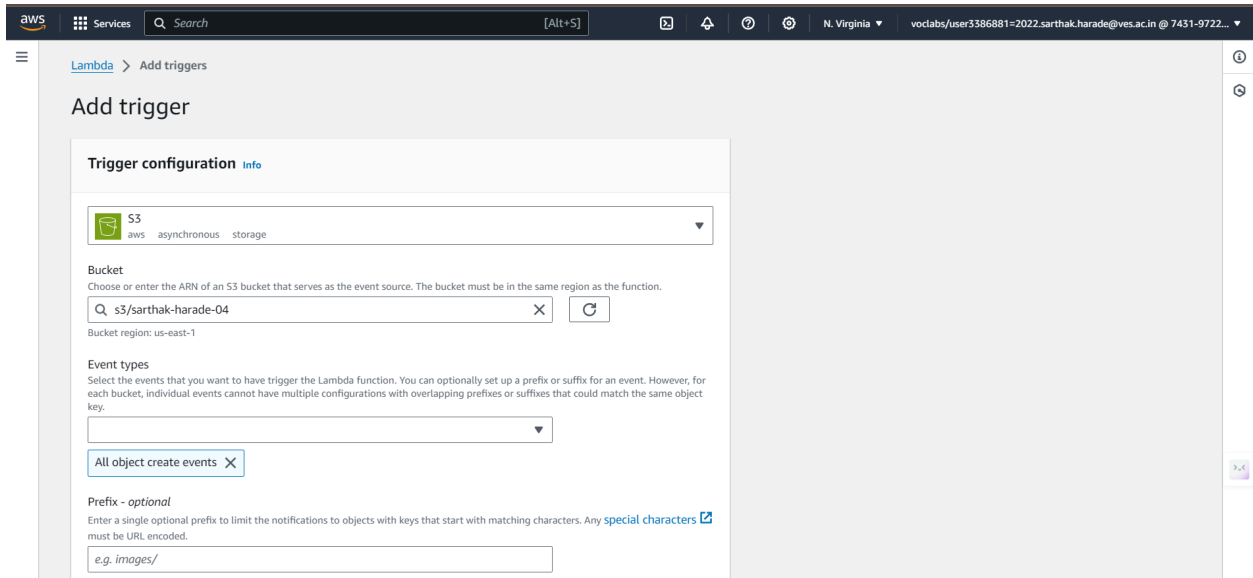 aws Services Search [Alt+S] N. Virginia voclabs/user3386881=2022.sarthak.harade@ves.ac.in @ 7431-9722...
Lambda > Add triggers
Add trigger
Trigger configuration Info
S3
aws asynchronous storage
Bucket
Choose or enter the ARN of an S3 bucket that serves as the event source. The bucket must be in the same region as the function.
s3/sarthak-harade-04
Bucket region: us-east-1
Event types
Select the events that you want to have trigger the Lambda function. You can optionally set up a prefix or suffix for an event. However, for
each bucket, individual events cannot have multiple configurations with overlapping prefixes or suffixes that could match the same object
key.
All object create events
Prefix - optional
Enter a single optional prefix to limit the notifications to objects with keys that start with matching characters. Any special characters
must be URL encoded.
e.g. images/